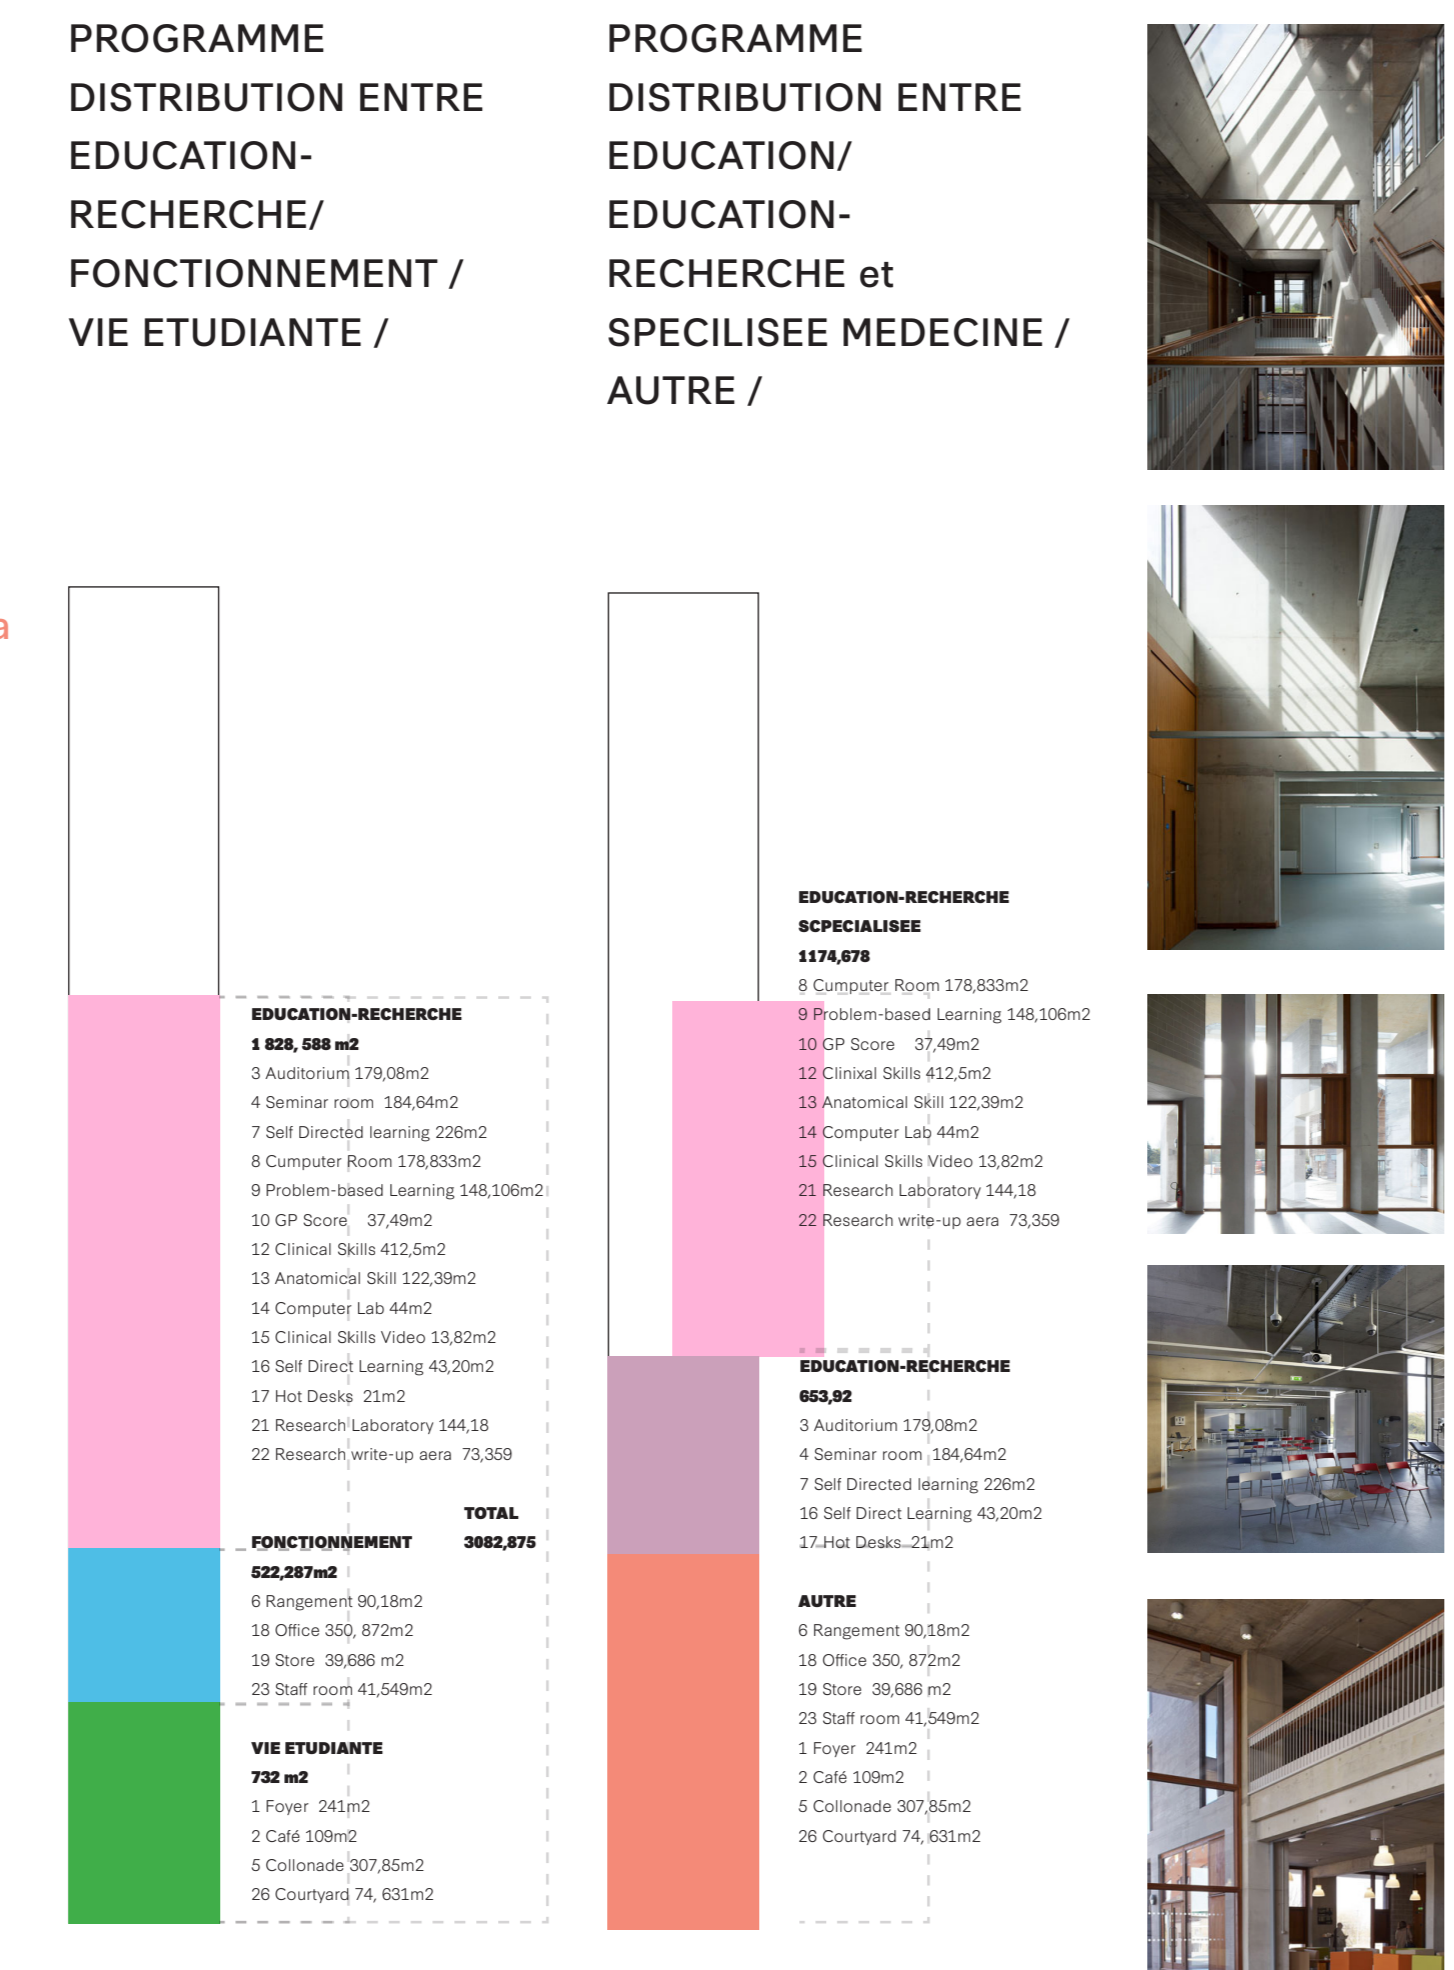 PROGRAMME
DISTRIBUTION ENTRE
EDUCATION-
RECHERCHE/
FONCTIONNEMENT /
VIE ETUDIANTE /
PROGRAMME
DISTRIBUTION ENTRE
EDUCATION/
EDUCATION-
RECHERCHE et
SPECILISEE MEDECINE /
AUTRE /
a
EDUCATION-RECHERCHE
1 828, 588 m2
3 Auditorium 179,08m2
4 Seminar room 184,64m2
7 Self Directed learning 226m2
8 Cumputer Room 178,833m2
9 Problem-based Learning 148,106m2
10 GP Score 37,49m2
12 Clinical Skills 412,5m2
13 Anatomical Skill 122,39m2
14 Computer Lab 44m2
15 Clinical Skills Video 13,82m2
16 Self Direct Learning 43,20m2
17 Hot Desks 21m2
21 Research Laboratory 144,18
22 Research write-up aera 73,359
TOTAL
3082,875
FONCTIONNEMENT
522,287m2
6 Rangement 90,18m2
18 Office 350, 872m2
19 Store 39,686 m2
23 Staff room 41,549m2
VIE ETUDIANTE
732 m2
1 Foyer 241m2
2 Café 109m2
5 Collonade 307,85m2
26 Courtyard 74, 631m2
EDUCATION-RECHERCHE
SCPECIALISEE
1174,678
8 Cumputer Room 178,833m2
9 Problem-based Learning 148,106m2
10 GP Score 37,49m2
12 Clinixal Skills 412,5m2
13 Anatomical Skill 122,39m2
14 Computer Lab 44m2
15 Clinical Skills Video 13,82m2
21 Research Laboratory 144,18
22 Research write-up aera 73,359
EDUCATION-RECHERCHE
653,92
3 Auditorium 179,08m2
4 Seminar room 184,64m2
7 Self Directed learning 226m2
16 Self Direct Learning 43,20m2
17 Hot Desks 21m2
AUTRE
6 Rangement 90,18m2
18 Office 350, 872m2
19 Store 39,686 m2
23 Staff room 41,549m2
1 Foyer 241m2
2 Café 109m2
5 Collonade 307,85m2
26 Courtyard 74, 631m2